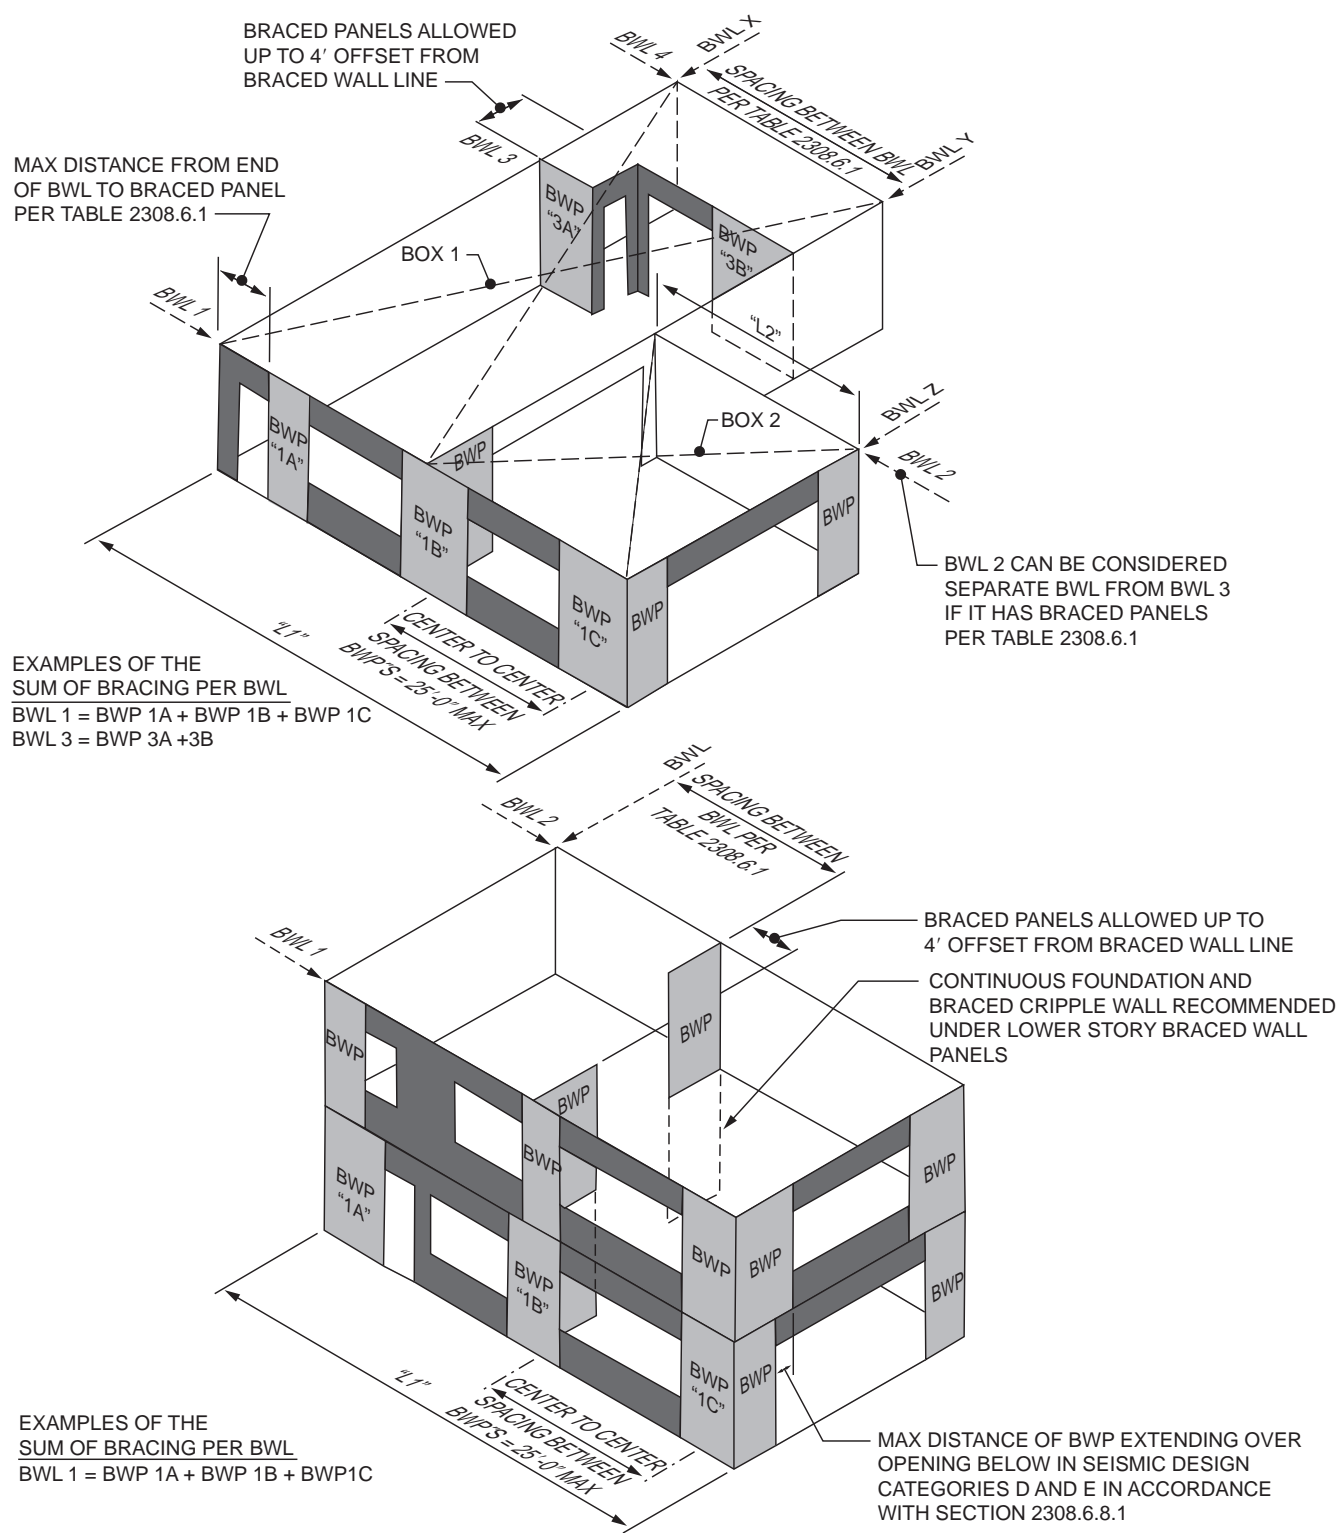 BRACED PANELS ALLOWED
UP TO 4′ OFFSET FROM
BRACED WALL LINE
BWL 4
BWL X
SPACING BETWEEN BWL
PER TABLE 2308.6.1
BWL Y
BWL 3
MAX DISTANCE FROM END
OF BWL TO BRACED PANEL
PER TABLE 2308.6.1
BWP
“3A”
BWP
“3B”
BOX 1
BWL 1
“L2”
BWL Z
BOX 2
BWL 2
BWP
“1A”
BWP
BWP
“1B”
BWP
BWP
“1C”
BWP
BWL 2 CAN BE CONSIDERED
SEPARATE BWL FROM BWL 3
IF IT HAS BRACED PANELS
PER TABLE 2308.6.1
“L1”
CENTER TO CENTER
SPACING BETWEEN
BWP’S = 25′-0” MAX
EXAMPLES OF THE
SUM OF BRACING PER BWL
BWL 1 = BWP 1A + BWP 1B + BWP 1C
BWL 3 = BWP 3A +3B
BWL
BWL 2
SPACING BETWEEN
BWL PER
TABLE 2308.6.1
BWL 1
BRACED PANELS ALLOWED UP TO
4′ OFFSET FROM BRACED WALL LINE
CONTINUOUS FOUNDATION AND
BRACED CRIPPLE WALL RECOMMENDED
UNDER LOWER STORY BRACED WALL
PANELS
BWP
BWP
BWP
BWP
BWP
BWP
BWP
BWP
“1A”
BWP
“1B”
BWP
“1C”
BWP
BWP
“L1”
CENTER TO CENTER
SPACING BETWEEN
BWP’S = 25′-0” MAX
EXAMPLES OF THE
SUM OF BRACING PER BWL
BWL 1 = BWP 1A + BWP 1B + BWP1C
MAX DISTANCE OF BWP EXTENDING OVER
OPENING BELOW IN SEISMIC DESIGN
CATEGORIES D AND E IN ACCORDANCE
WITH SECTION 2308.6.8.1